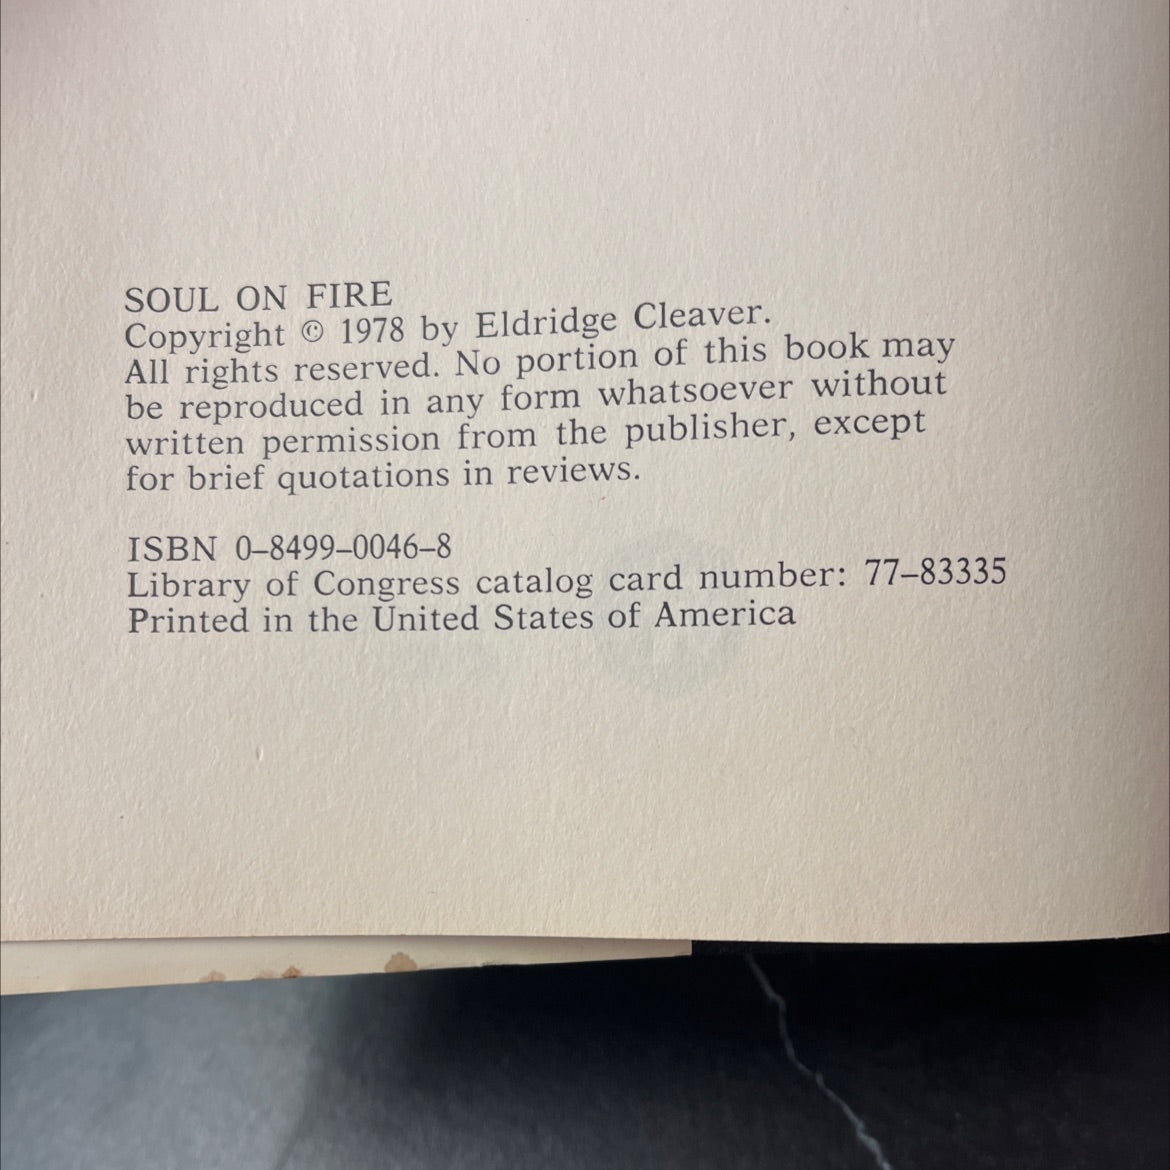 SOUL ON FIRE
Copyright © 1978 by Eldridge Cleaver.
All rights reserved. No portion of this book may
be reproduced in any form whatsoever without
written permission from the publisher, except
for brief quotations in reviews.
ISBN 0–8499–0046–8
Library of Congress catalog card number: 77–83335
Printed in the United States of America